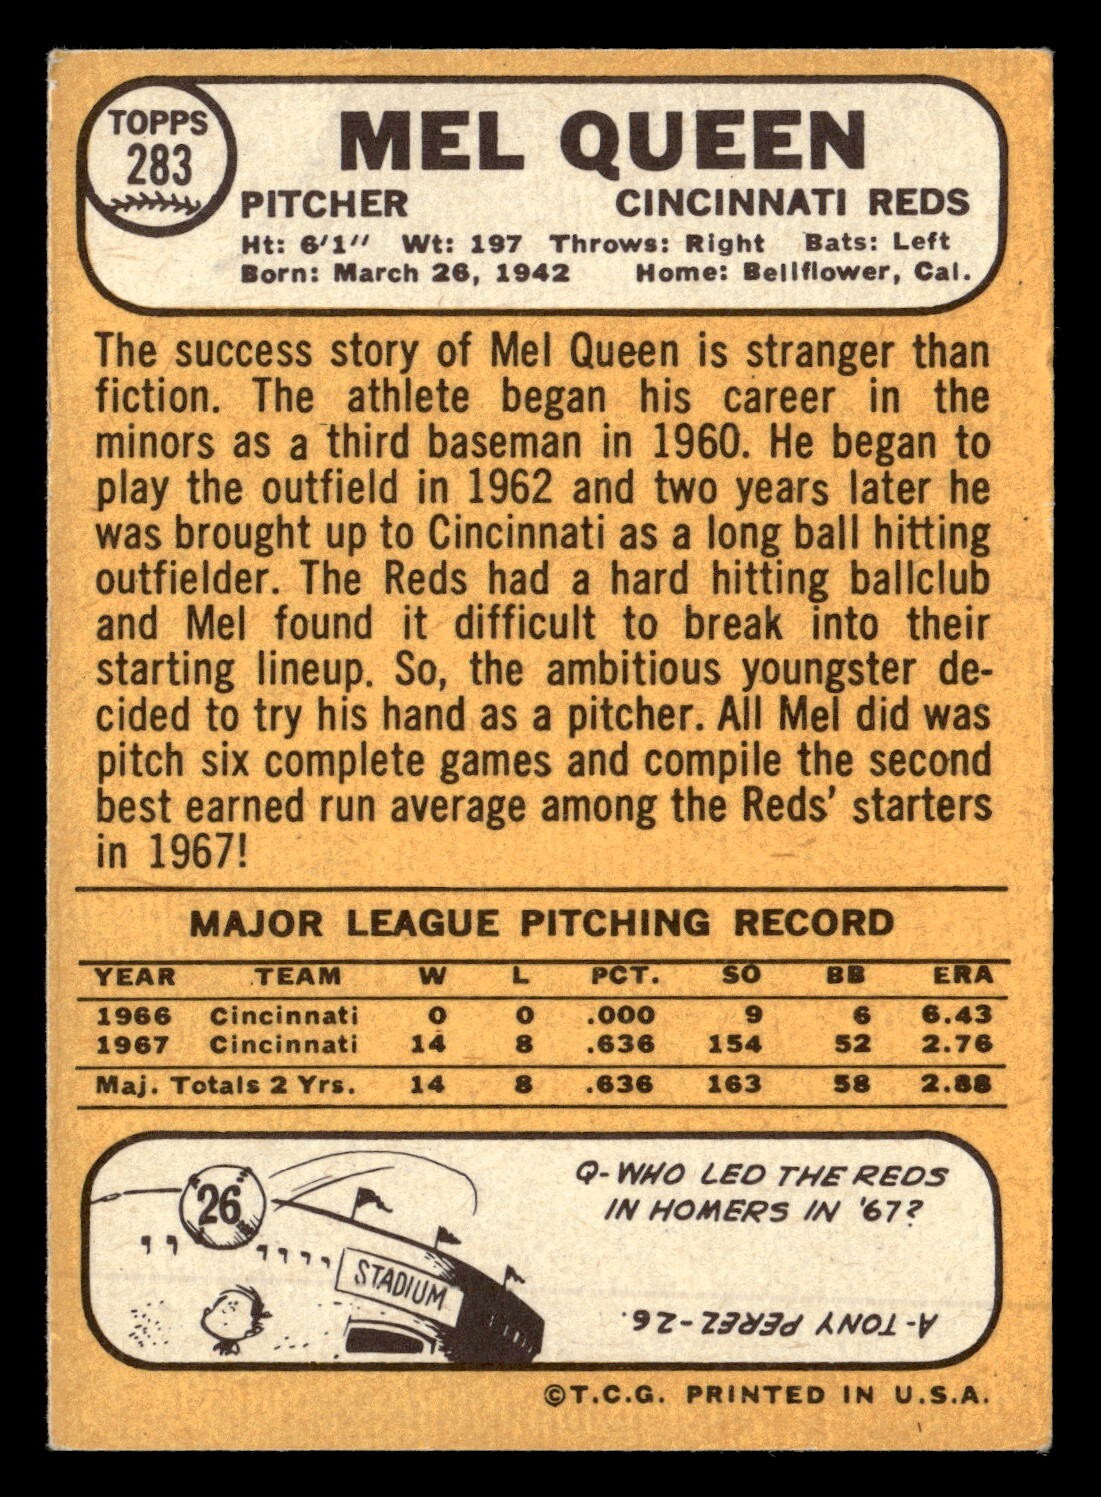 TOPPS
283
MEL QUEEN
PITCHER CINCINNATI REDS
Ht: 6'1" Wt: 197 Throws: Right Bats: Left
Born: March 26, 1942 Home: Bellflower, Cal.
The success story of Mel Queen is stranger than
fiction. The athlete began his career in the
minors as a third baseman in 1960. He began to
play the outfield in 1962 and two years later he
was brought up to Cincinnati as a long ball hitting
outfielder. The Reds had a hard hitting ballclub
and Mel found it difficult to break into their
starting lineup. So, the ambitious youngster de-
cided to try his hand as a pitcher. All Mel did was
pitch six complete games and compile the second
best earned run average among the Reds' starters
in 1967!
MAJOR LEAGUE PITCHING RECORD
YEAR TEAM W L PCT. SO BB ERA
1966 Cincinnati 0 0 .000 9 6 6.43
1967 Cincinnati 14 8 .636 154 52 2.76
Maj. Totals 2 Yrs. 14 8 .636 163 58 2.88
26
STADIUM
Q-WHO LED THE REDS
IN HOMERS IN '67?
A-TONY PEREZ-26.
©T.C.G. PRINTED IN U.S.A.